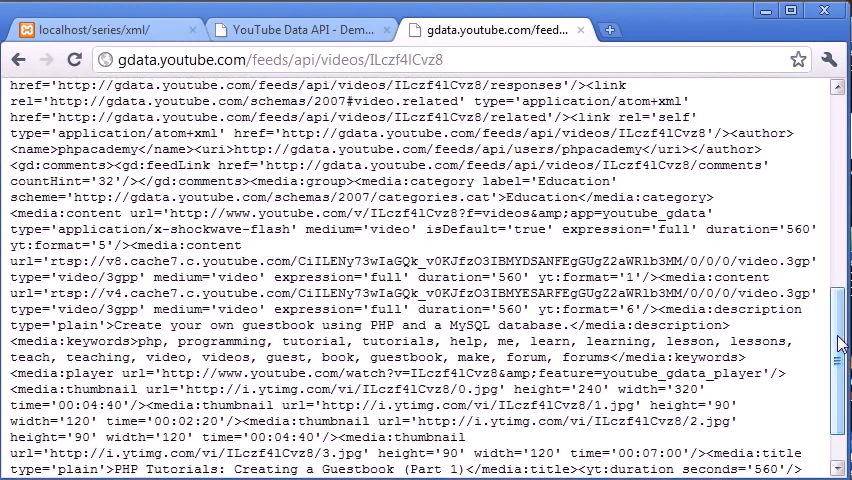 localhost/series/xml/
YouTube Data API - Dem...
gdata.youtube.com/feed...
gdata.youtube.com/feeds/api/videos/ILczf4lCvz8
href='http://gdata.youtube.com/feeds/api/videos/ILczf4lCvz8/responses'/><link
rel='http://gdata.youtube.com/schemas/2007#video.related' type='application/atom+xml'
href='http://gdata.youtube.com/feeds/api/videos/ILczf4lCvz8/related'/><link rel='self'
type='application/atom+xml' href='http://gdata.youtube.com/feeds/api/videos/ILczf4lCvz8'/><author>
<name>phpacademy</name><uri>http://gdata.youtube.com/feeds/api/users/phpacademy</uri></author>
<gd:comments><gd:feedLink href='http://gdata.youtube.com/feeds/api/videos/ILczf4lCvz8/comments'
countHint='32'/></gd:comments><media:group><media:category label='Education'
scheme='http://gdata.youtube.com/schemas/2007/categories.cat'>Education</media:category>
<media:content url='http://www.youtube.com/v/ILczf4lCvz8?f=videos&amp;app=youtube_gdata'
type='application/x-shockwave-flash' medium='video' isDefault='true' expression='full' duration='560'
yt:format='5'/><media:content
url='rtsp://v8.cache7.c.youtube.com/CiILENy73wIaGQk_v0KJfzO3IBMYDSANFEgGUgZ2aWRlb3MM/0/0/0/video.3gp'
type='video/3gpp' medium='video' expression='full' duration='560' yt:format='1'/><media:content
url='rtsp://v4.cache7.c.youtube.com/CiILENy73wIaGQk_v0KJfzO3IBMYESARFEgGUgZ2aWRlb3MM/0/0/0/video.3gp'
type='video/3gpp' medium='video' expression='full' duration='560' yt:format='6'/><media:description
type='plain'>Create your own guestbook using PHP and a MySQL database.</media:description>
<media:keywords>php, programming, tutorial, tutorials, help, me, learn, learning, lesson, lessons,
teach, teaching, video, videos, guest, book, guestbook, make, forum, forums</media:keywords>
<media:player url='http://www.youtube.com/watch?v=ILczf4lCvz8&amp;feature=youtube_gdata_player'/>
<media:thumbnail url='http://i.ytimg.com/vi/ILczf4lCvz8/0.jpg' height='240' width='320'
time='00:04:40'/><media:thumbnail url='http://i.ytimg.com/vi/ILczf4lCvz8/1.jpg' height='90'
width='120' time='00:02:20'/><media:thumbnail url='http://i.ytimg.com/vi/ILczf4lCvz8/2.jpg'
height='90' width='120' time='00:04:40'/><media:thumbnail
url='http://i.ytimg.com/vi/ILczf4lCvz8/3.jpg' height='90' width='120' time='00:07:00'/><media:title
type='plain'>PHP Tutorials: Creating a Guestbook (Part 1)</media:title><yt:duration seconds='560'/>